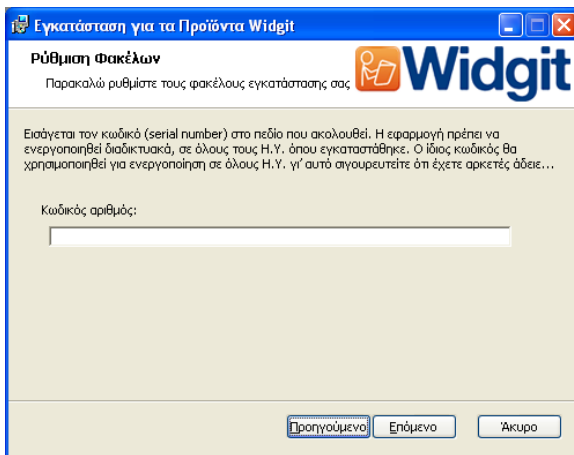 Εγκατάσταση για τα Προϊόντα Widgit
Ρύθμιση Φακέλων
Παρακαλώ ρυθμίστε τους φακέλους εγκατάστασης σας
Widgit
Εισάγεται τον κωδικό (serial number) στο πεδίο που ακολουθεί. Η εφαρμογή πρέπει να
ενεργοποιηθεί διαδικτυακά, σε όλους τους Η.Υ. όπου εγκαταστάθηκε. Ο ίδιος κωδικός θα
χρησιμοποιηθεί για ενεργοποίηση σε όλους Η.Υ. γι΄αυτό σιγουρευτείτε ότι έχετε αρκετές άδειε...
Κωδικός αριθμός:
Προηγούμενο Επόμενο Άκυρο